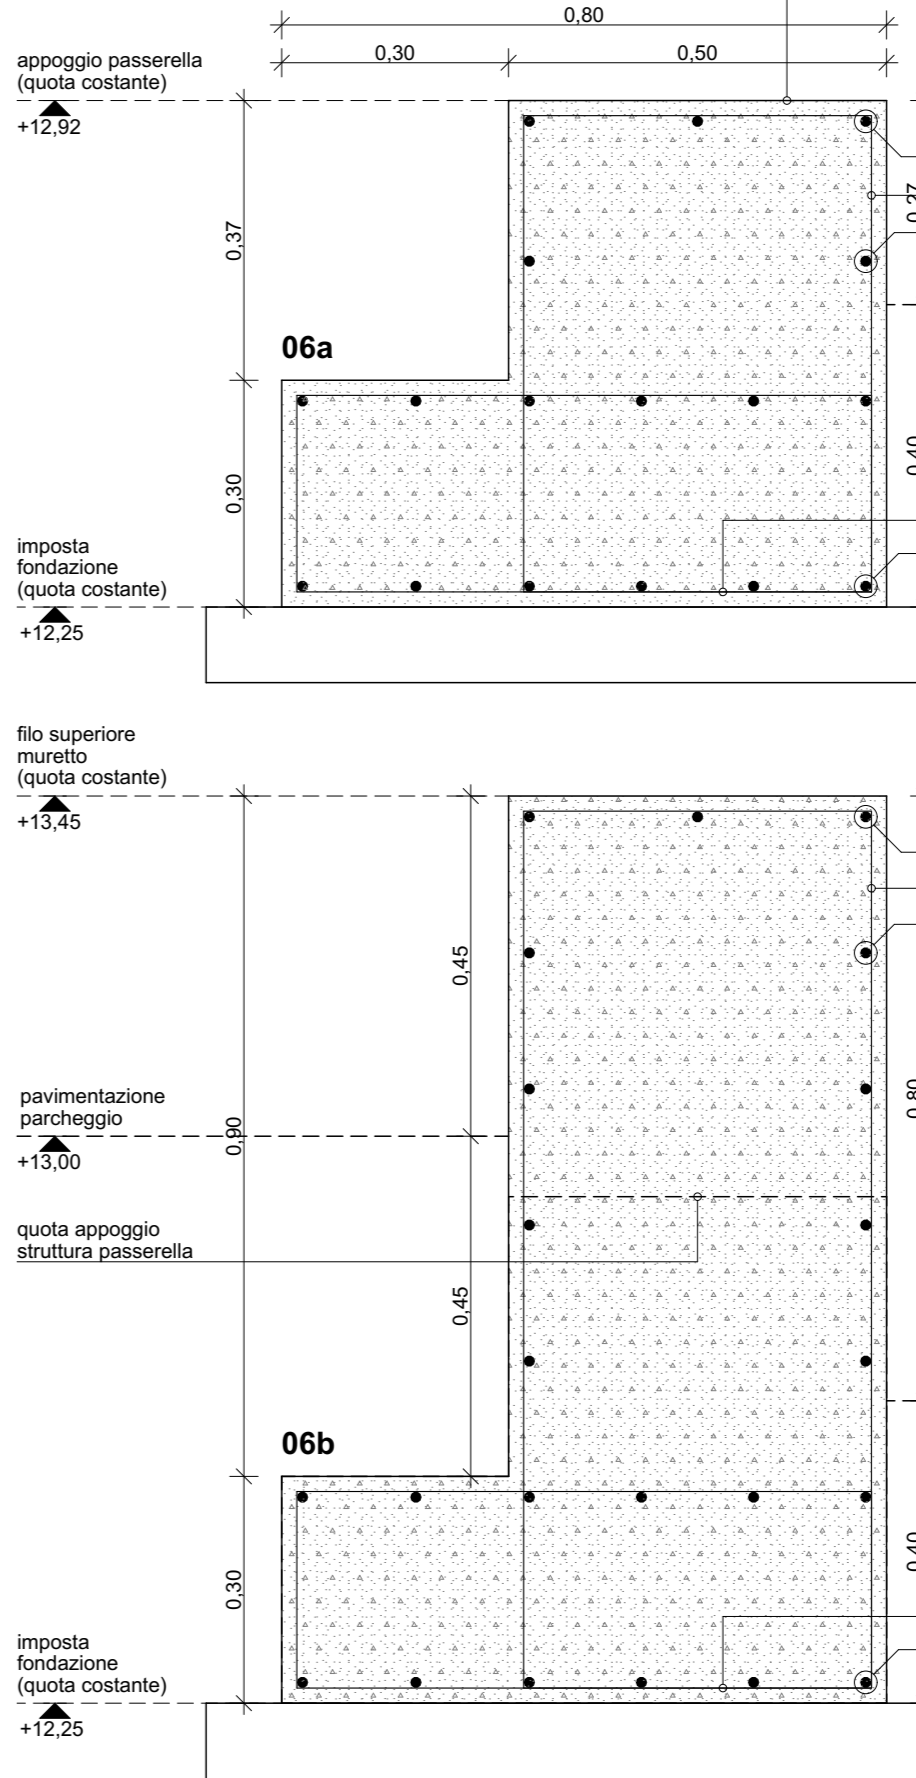 0,80
0,30
0,50
appoggio passerella
(quota costante)
+12,92
0,37
0,27
06a
0,30
0,40
imposta
fondazione
(quota costante)
+12,25
filo superiore
muretto
(quota costante)
+13,45
0,45
pavimentazione
parcheggio
0,90
0,80
+13,00
quota appoggio
struttura passerella
0,45
06b
0,30
0,40
imposta
fondazione
(quota costante)
+12,25